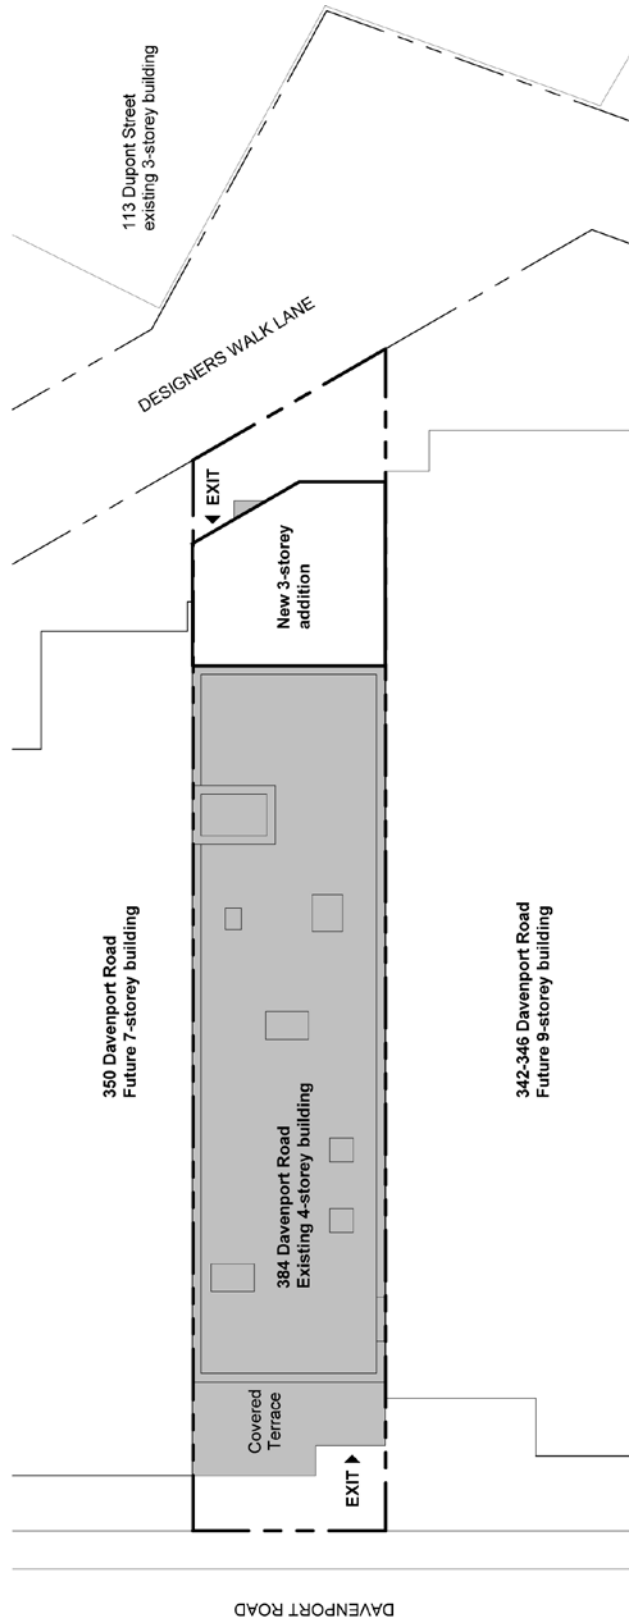 113 Dupont Street
existing 3-storey building
DESIGNERS WALK LANE
EXIT
New 3-storey
addition
350 Davenport Road
Future 7-storey building
342-346 Davenport Road
Future 9-storey building
384 Davenport Road
Existing 4-storey building
Covered
Terrace
EXIT
DAVENPORT ROAD